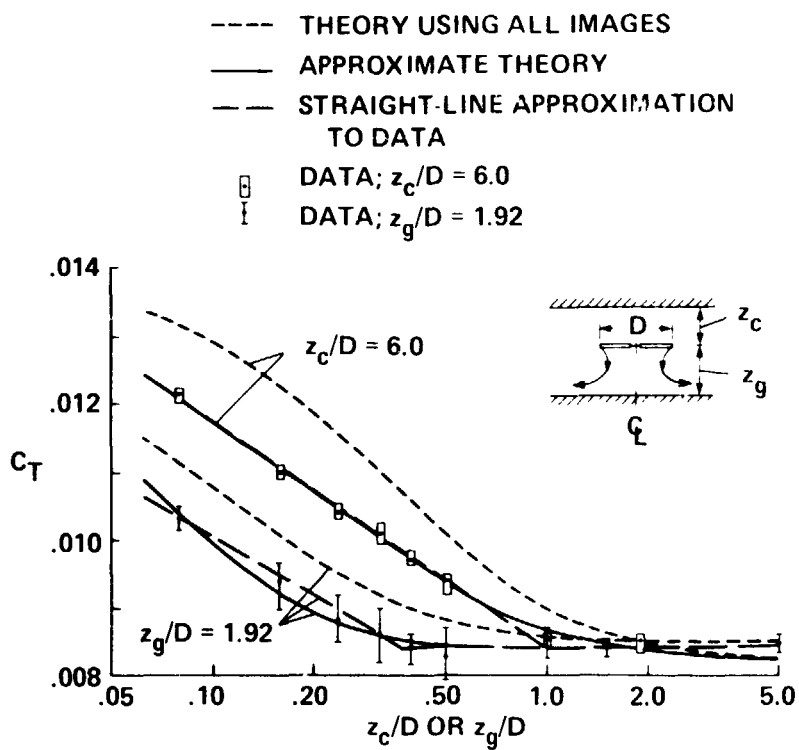 THEORY USING ALL IMAGES
APPROXIMATE THEORY
STRAIGHT-LINE APPROXIMATION
TO DATA
DATA; z_c/D = 6.0
DATA; z_g/D = 1.92
.014
.012
C_T
.010
.008
z_c/D = 6.0
z_g/D = 1.92
D
z_c
z_g
℄
.05
.10
.20
.50
1.0
2.0
5.0
z_c/D OR z_g/D